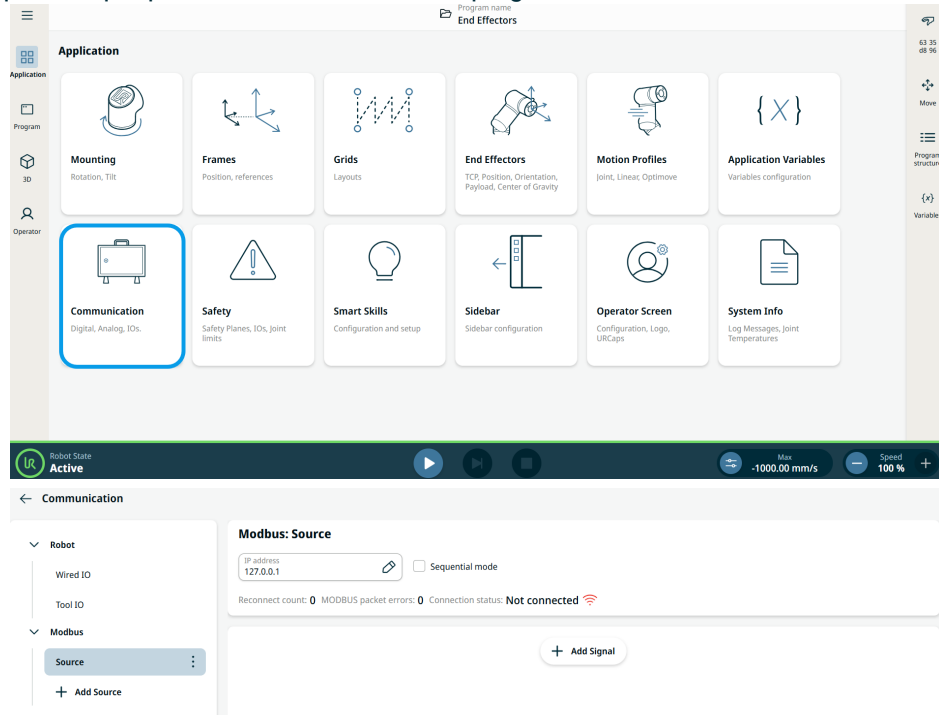 Program name
End Effectors
63 35
d8 96
Application
Application
Program
3D
Operator
Move
Program
structure
{x}
Variable
Mounting
Rotation, Tilt
Frames
Position, references
Grids
Layouts
End Effectors
TCP, Position, Orientation,
Payload, Center of Gravity
Motion Profiles
Joint, Linear, Optimove
{X}
Application Variables
Variables configuration
Communication
Digital, Analog, IOs.
Safety
Safety Planes, IOs, Joint
limits
Smart Skills
Configuration and setup
Sidebar
Sidebar configuration
Operator Screen
Configuration, Logo,
URCaps
System Info
Log Messages, Joint
Temperatures
UR
Robot State
Active
Max
-1000.00 mm/s
Speed
100 %
Communication
Robot
Wired IO
Tool IO
Modbus
Source
+ Add Source
Modbus: Source
IP address
127.0.0.1
Sequential mode
Reconnect count: 0 MODBUS packet errors: 0 Connection status: Not connected
+ Add Signal